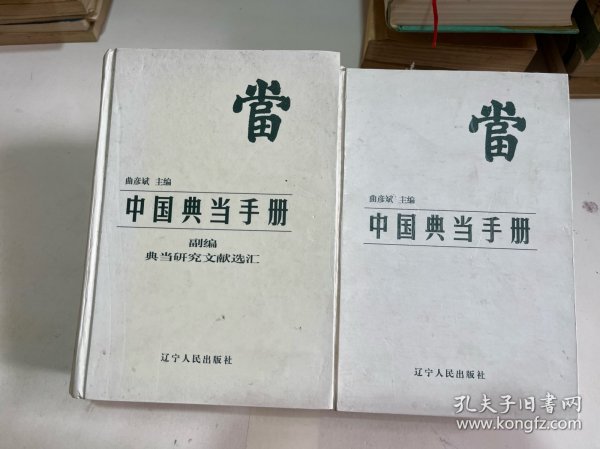 當
曲彦斌 主编
中国典当手册
副编
典当研究文献选汇
辽宁人民出版社
當
曲彦斌 主编
中国典当手册
辽宁人民出版社
孔夫子旧书网
www.kongfz.com